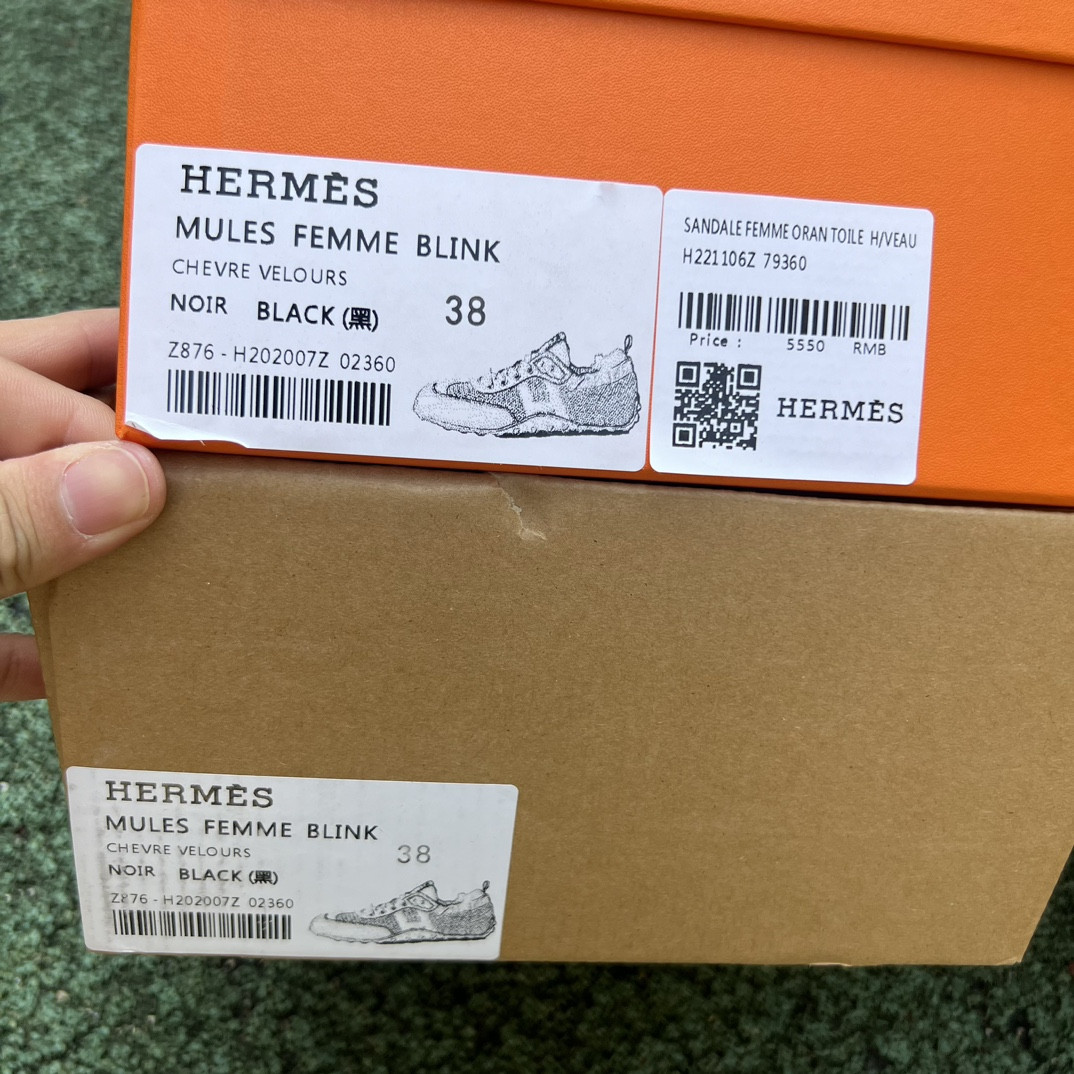 HERMÈS
MULES FEMME BLINK
CHEVRE VELOURS
NOIR BLACK (黑) 38
Z876 - H202007Z 02360
SANDALE FEMME ORAN TOILE H/VEAU
H221106Z 79360
Price : 5550 RMB
HERMÈS
HERMÈS
MULES FEMME BLINK
CHEVRE VELOURS
38
NOIR BLACK (黑)
Z876 - H202007Z 02360